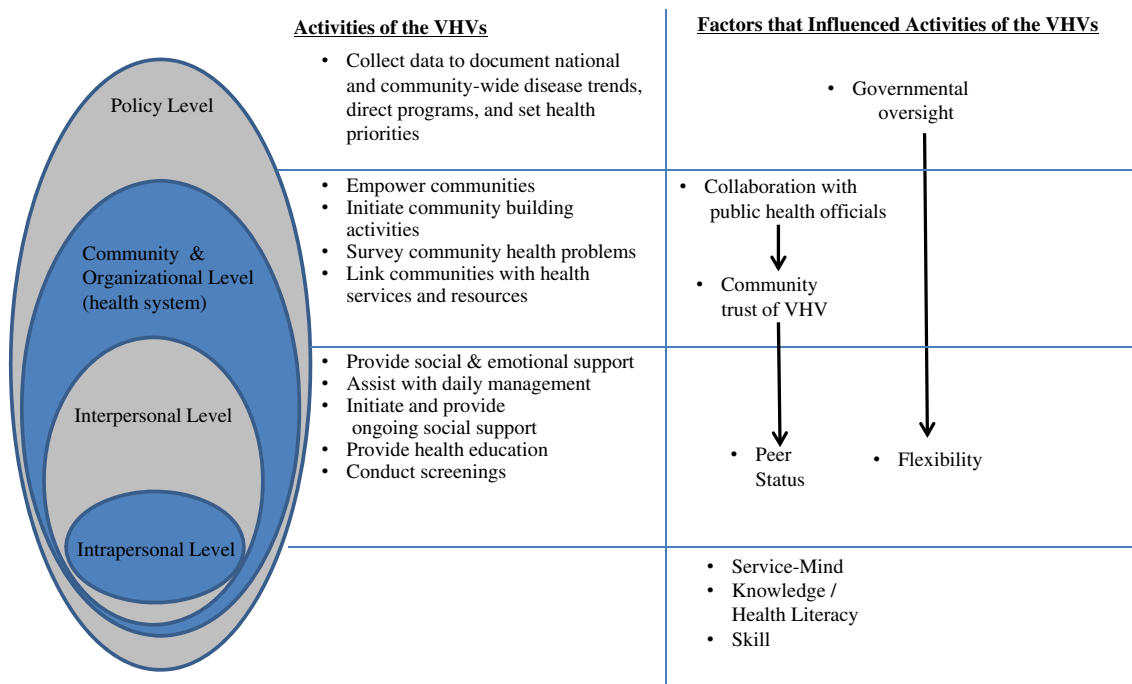 Activities of the VHVs
Factors that Influenced Activities of the VHVs
Policy Level
• Collect data to document national
and community-wide disease trends,
direct programs, and set health
priorities
• Governmental
oversight
Community &
Organizational Level
(health system)
• Empower communities
• Initiate community building
activities
• Survey community health problems
• Link communities with health
services and resources
• Collaboration with
public health officials
• Community
trust of VHV
Interpersonal Level
• Provide social & emotional support
• Assist with daily management
• Initiate and provide
ongoing social support
• Provide health education
• Conduct screenings
• Peer
Status
• Flexibility
Intrapersonal Level
• Service-Mind
• Knowledge /
Health Literacy
• Skill